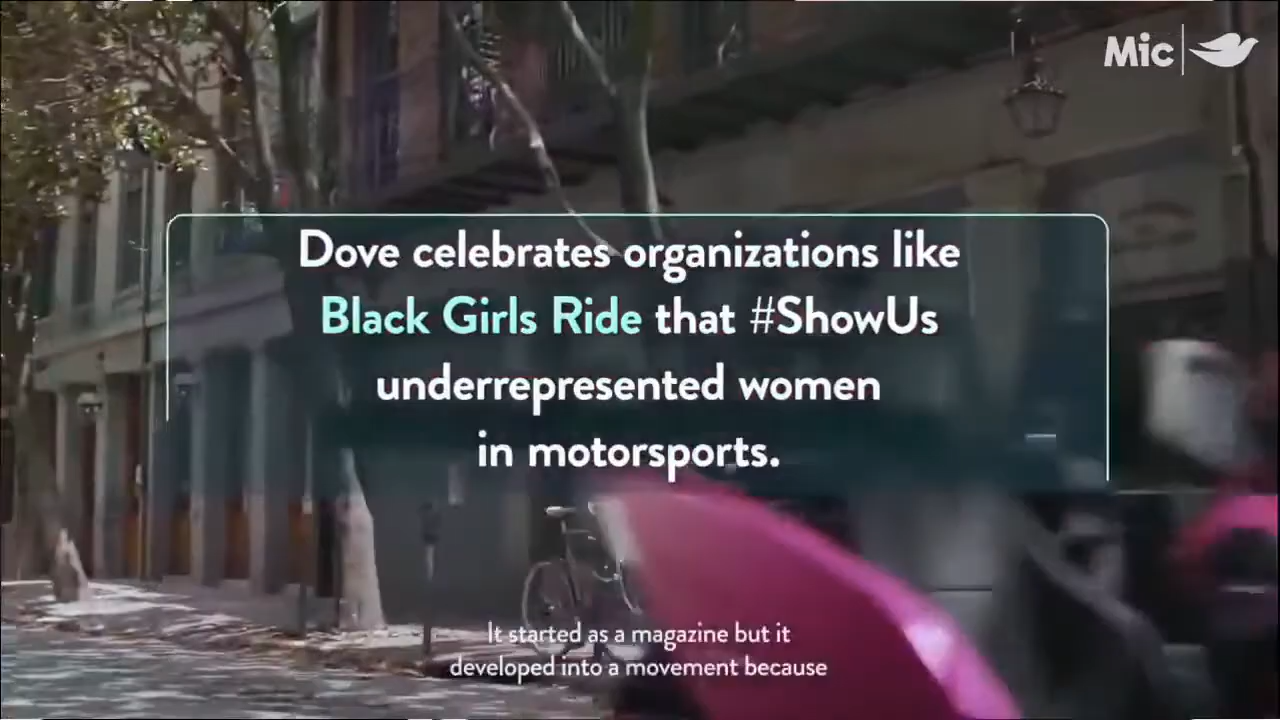 Mic
Dove celebrates organizations like
Black Girls Ride that #ShowUs
underrepresented women
in motorsports.
It started as a magazine but it
developed into a movement because